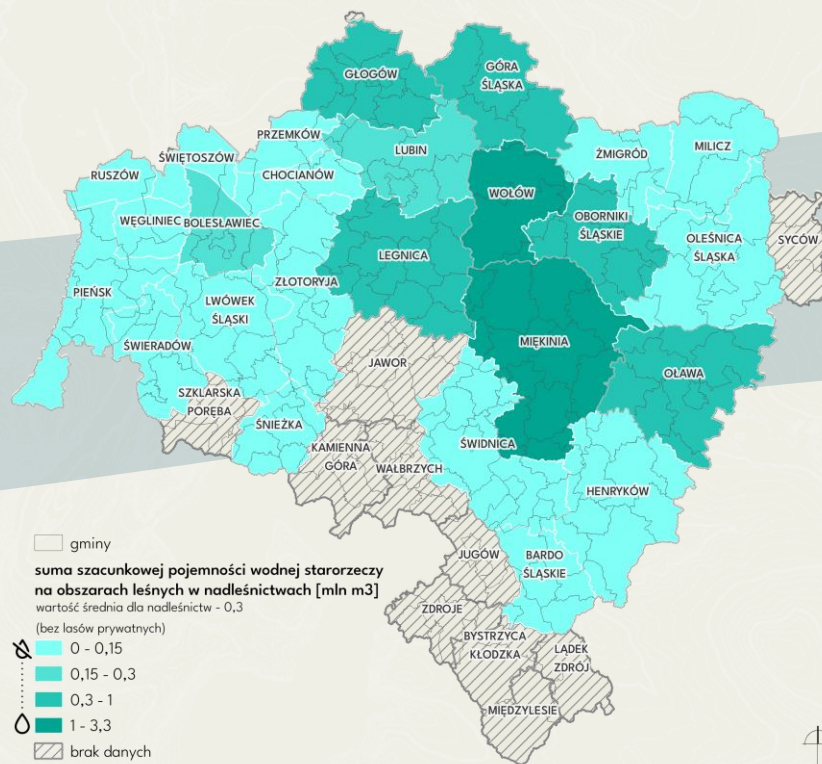 GŁOGÓW
GÓRA
ŚLĄSKA
PRZEMKÓW
LUBIN
ŻMIGRÓD
MILICZ
ŚWIĘTOSZÓW
RUSZÓW
CHOCIANÓW
WOŁÓW
WĘGLINIEC
BOLESŁAWIEC
OBORNIKI
ŚLĄSKIE
OLEŚNICA
ŚLĄSKA
SYCÓW
LEGNICA
PIEŃSK
ZŁOTORYJA
LWÓWEK
ŚLĄSKI
ŚWIERADÓW
MIĘKINIA
JAWOR
OŁAWA
SZKLARSKA
PORĘBA
ŚNIEŻKA
ŚWIDNICA
KAMIENNA
GÓRA
WAŁBRZYCH
HENRYKÓW
JUGÓW
BARDO
ŚLĄSKIE
ZDROJE
BYSTRZYCA
KŁODZKA
LĄDEK
ZDRÓJ
MIĘDZYLESIE
gminy
suma szacunkowej pojemności wodnej starorzeczy
na obszarach leśnych w nadleśnictwach [mln m3]
wartość średnia dla nadleśnictw - 0,3
(bez lasów prywatnych)
0 - 0,15
0,15 - 0,3
0,3 - 1
1 - 3,3
brak danych